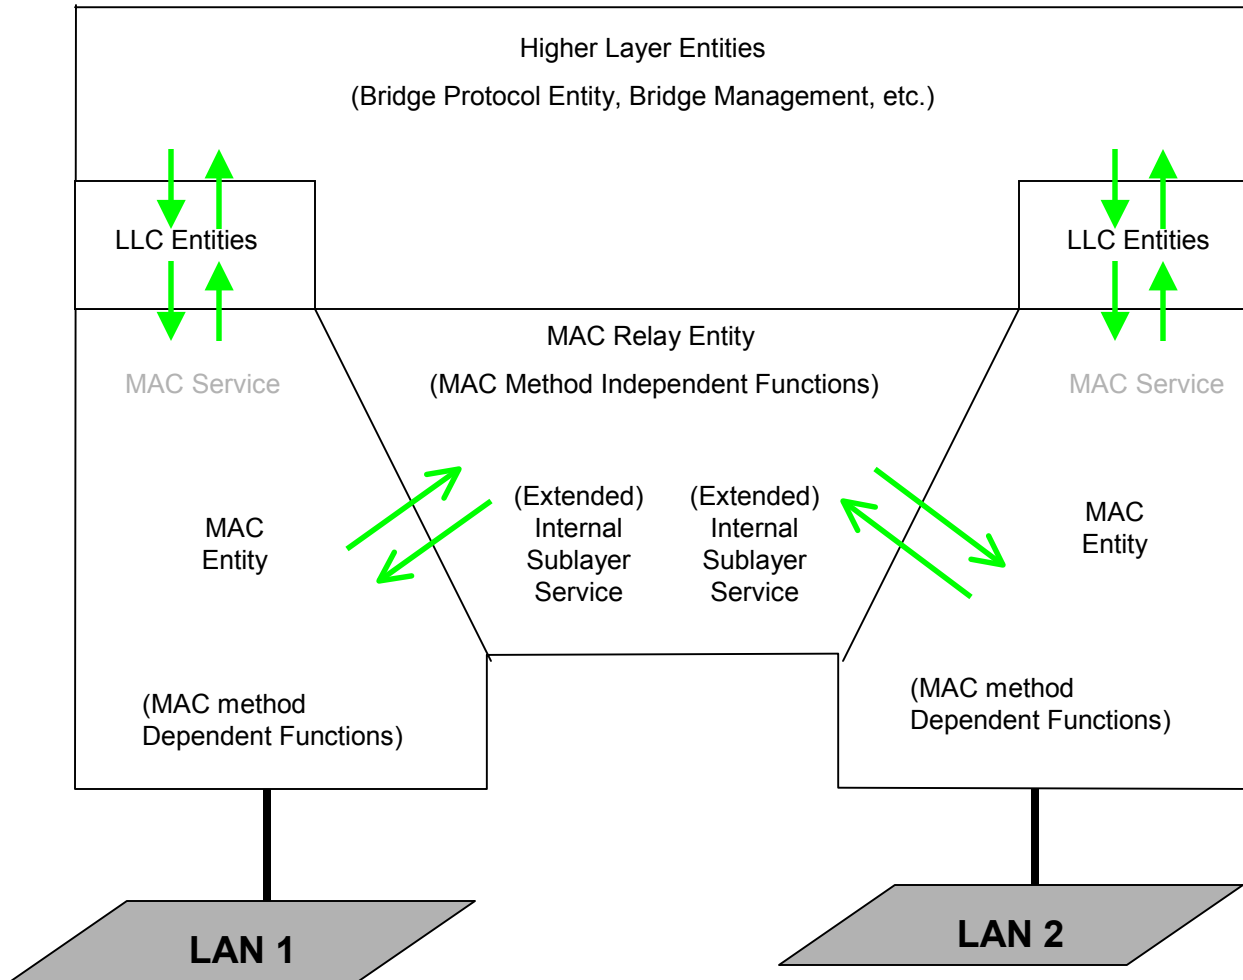 Higher Layer Entities
(Bridge Protocol Entity, Bridge Management, etc.)
LLC Entities
LLC Entities
MAC Relay Entity
(MAC Method Independent Functions)
MAC Service
MAC Service
MAC
Entity
(Extended)
Internal
Sublayer
Service
(Extended)
Internal
Sublayer
Service
MAC
Entity
(MAC method
Dependent Functions)
(MAC method
Dependent Functions)
LAN 1
LAN 2